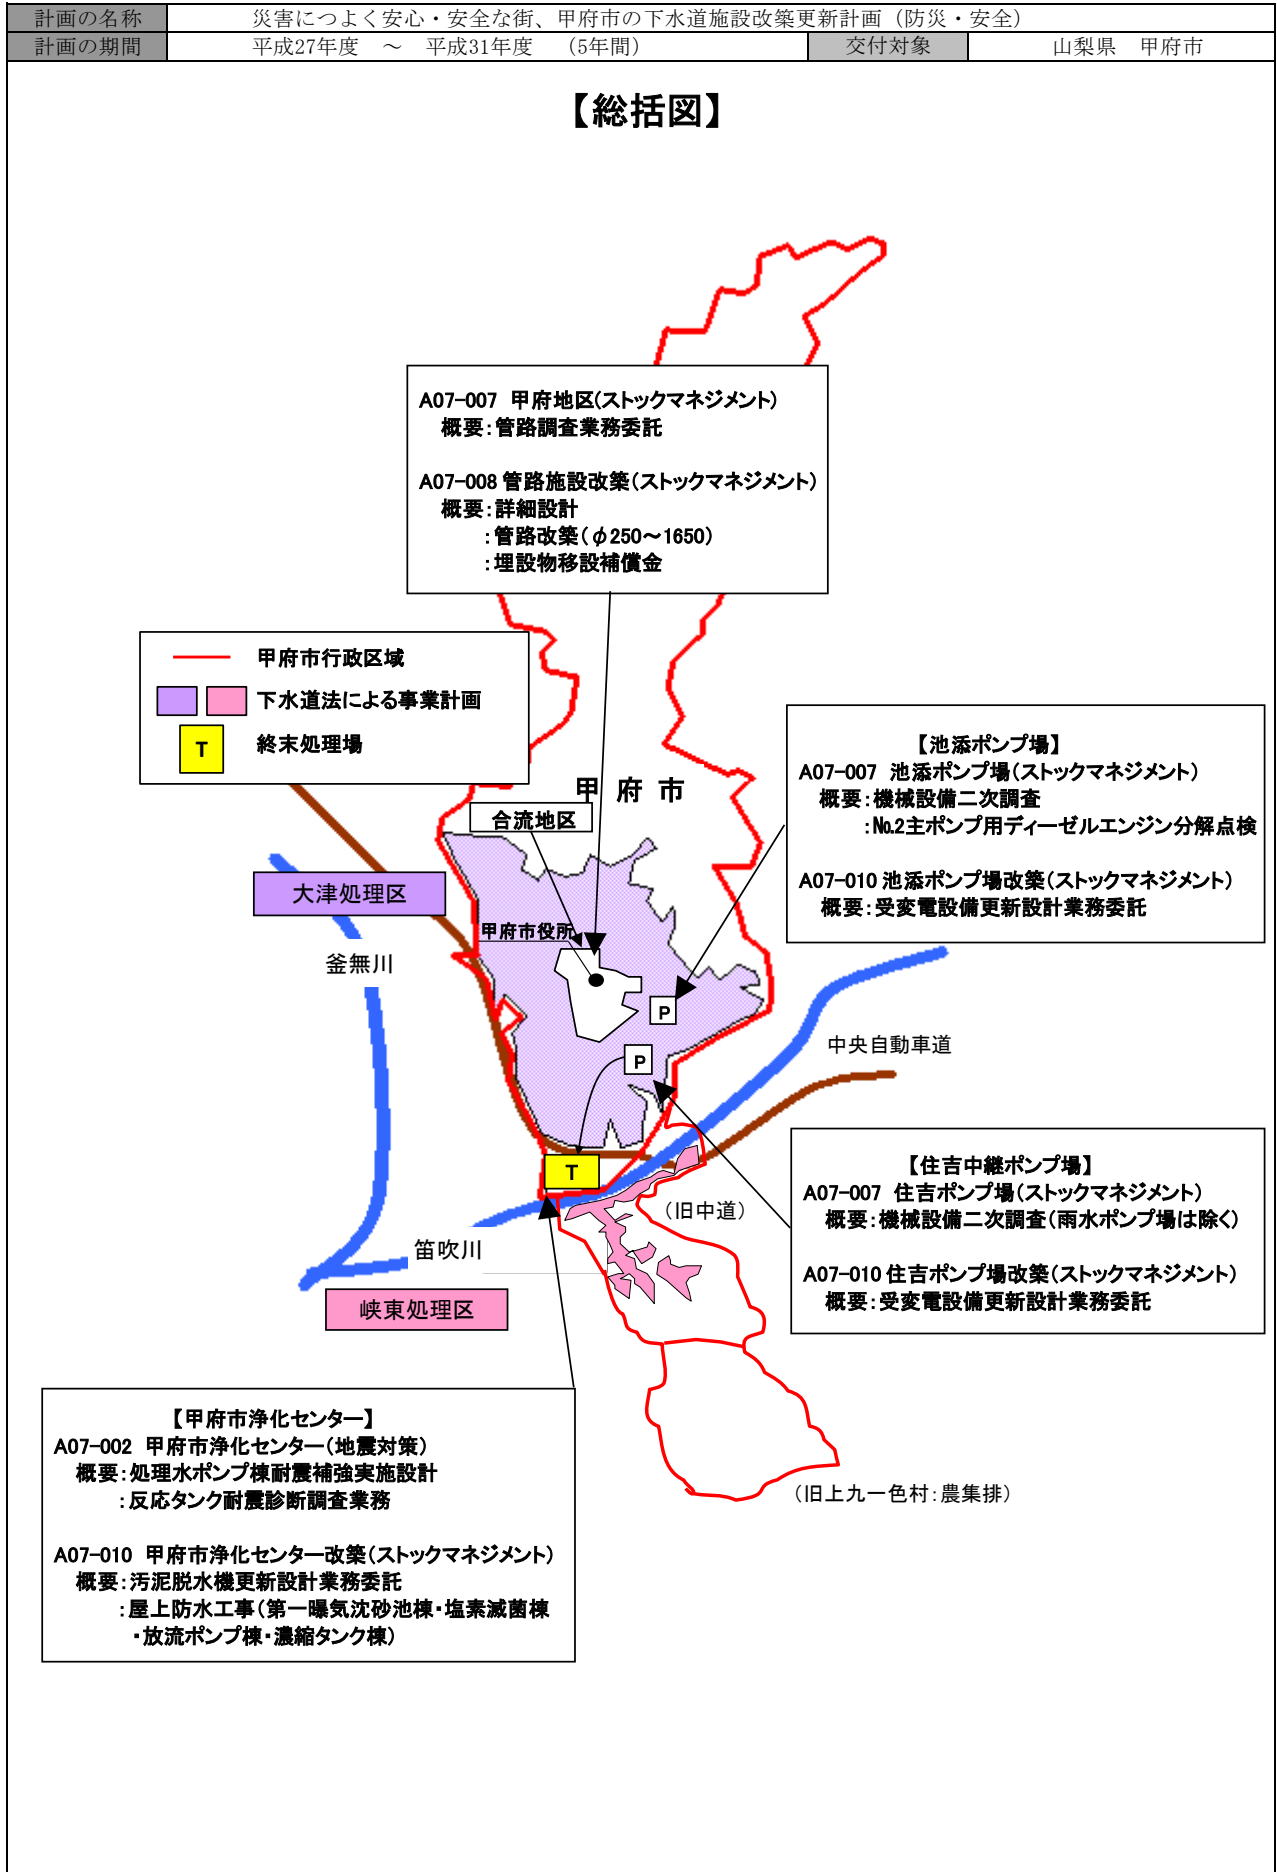 計画の名称 災害につよく安心・安全な街、甲府市の下水道施設改築更新計画（防災・安全）
計画の期間 平成27年度 ～ 平成31年度 （5年間） 交付対象 山梨県 甲府市
【総括図】
A07-007 甲府地区(ストックマネジメント)
概要：管路調査業務委託
A07-008 管路施設改築(ストックマネジメント)
概要：詳細設計
：管路改築(φ250～1650)
：埋設物移設補償金
甲府市行政区域
下水道法による事業計画
T 終末処理場
【池添ポンプ場】
A07-007 池添ポンプ場(ストックマネジメント)
概要：機械設備二次調査
：№2主ポンプ用ディーゼルエンジン分解点検
A07-010 池添ポンプ場改築(ストックマネジメント)
概要：受変電設備更新設計業務委託
甲府市
合流地区
大津処理区
甲府市役所
釜無川
P
P
中央自動車道
T
【住吉中継ポンプ場】
A07-007 住吉ポンプ場(ストックマネジメント)
概要：機械設備二次調査(雨水ポンプ場は除く)
A07-010 住吉ポンプ場改築(ストックマネジメント)
概要：受変電設備更新設計業務委託
(旧中道)
笛吹川
峡東処理区
【甲府市浄化センター】
A07-002 甲府市浄化センター(地震対策)
概要：処理水ポンプ棟耐震補強実施設計
：反応タンク耐震診断調査業務
A07-010 甲府市浄化センター改築(ストックマネジメント)
概要：汚泥脱水機更新設計業務委託
：屋上防水工事(第一曝気沈砂池棟・塩素滅菌棟
・放流ポンプ棟・濃縮タンク棟)
(旧上九一色村：農集排)